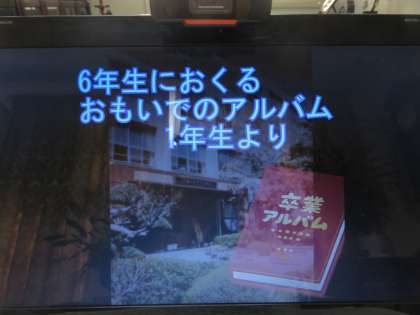 6年生におくる
おもいでのアルバム
1年生より
卒業
アルバム